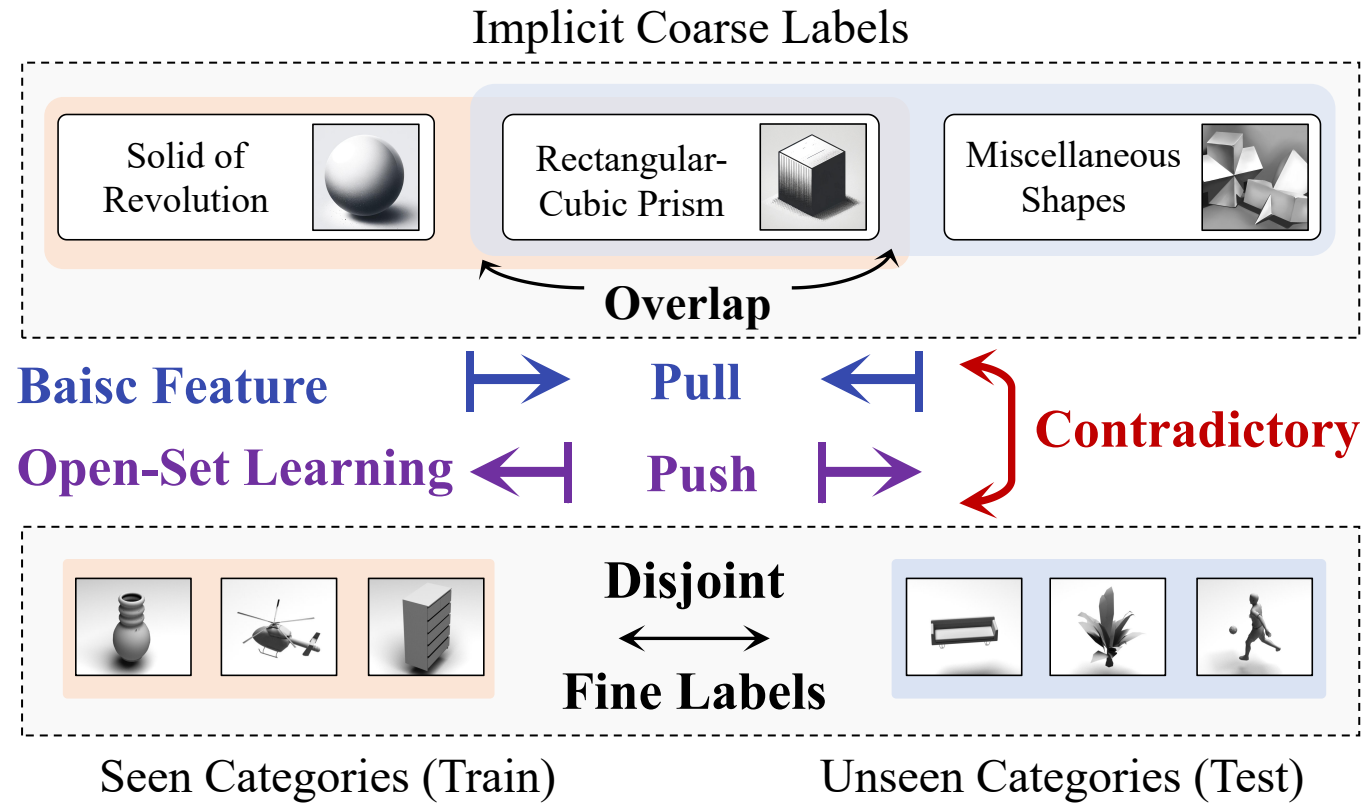 Implicit Coarse Labels
Solid of
Revolution
Rectangular-
Cubic Prism
Miscellaneous
Shapes
Overlap
Baisc Feature
Pull
Contradictory
Open-Set Learning
Push
Disjoint
Fine Labels
Seen Categories (Train)
Unseen Categories (Test)